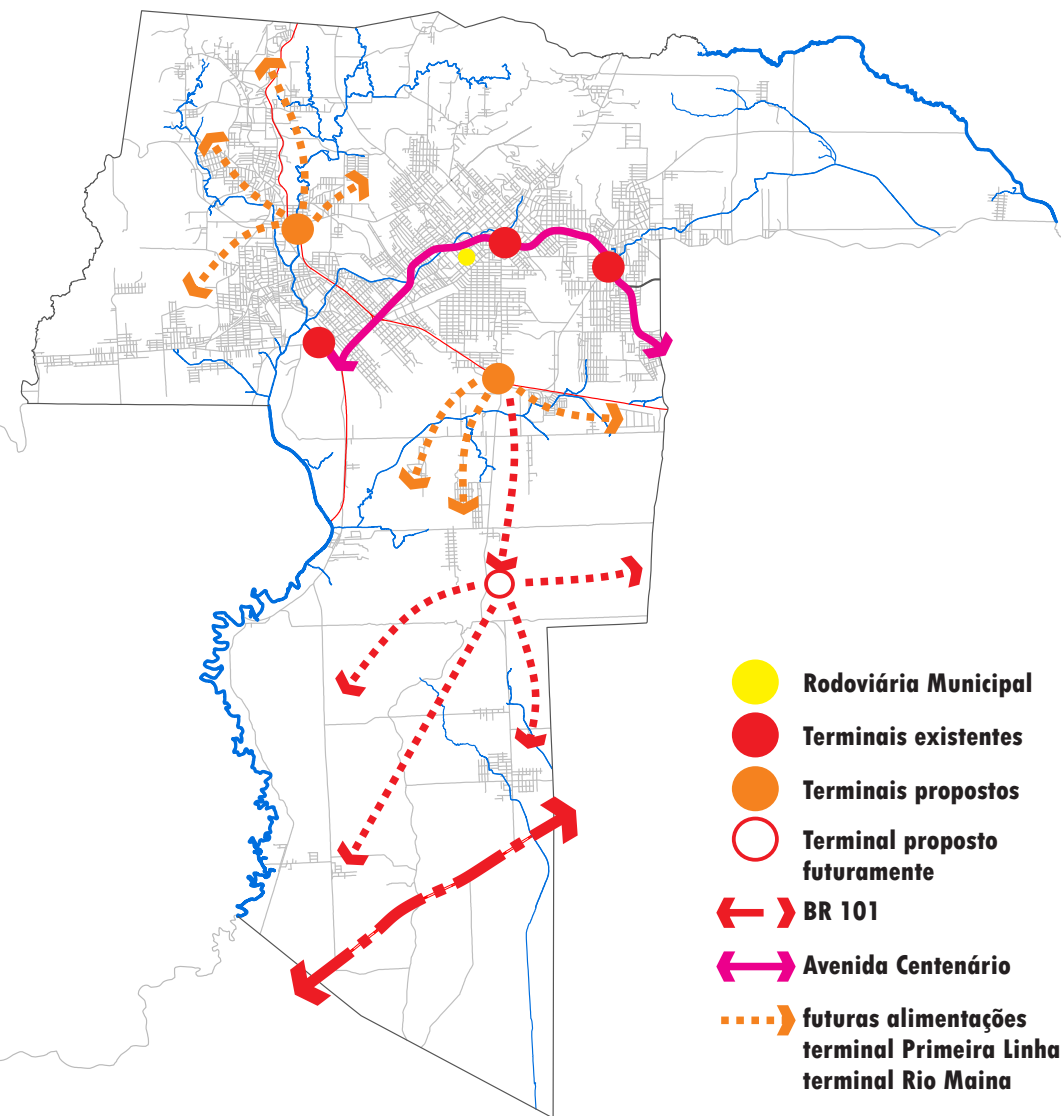 Rodoviária Municipal
Terminais existentes
Terminais propostos
Terminal proposto
futuramente
BR 101
Avenida Centenário
futuras alimentações
terminal Primeira Linha
terminal Rio Maina